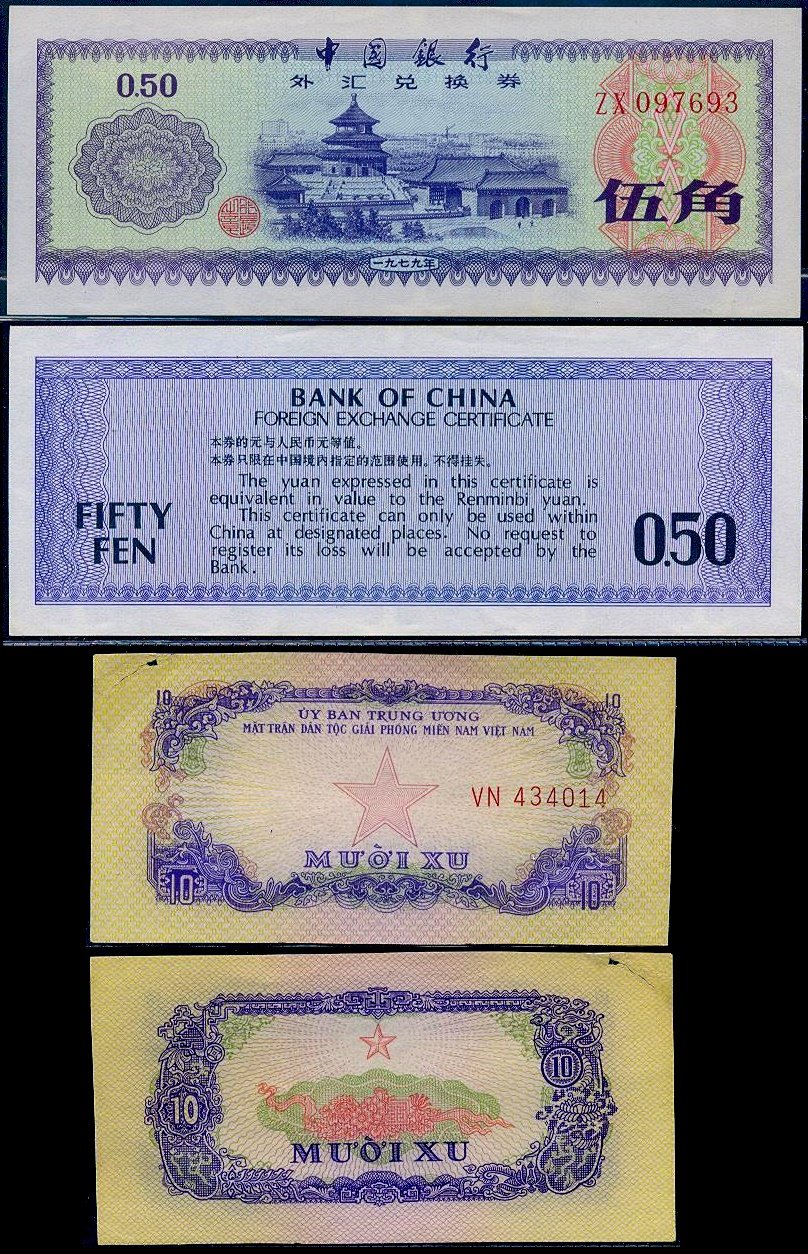 中国銀行
外汇兑换券
0.50
ZX 097693
伍角
一九七九年
BANK OF CHINA
FOREIGN EXCHANGE CERTIFICATE
本券的元与人民币元等值。
本券只限在中国境内指定的范围使用。不得挂失。
The yuan expressed in this certificate is
equivalent in value to the Renminbi yuan.
This certificate can only be used within
China at designated places. No request to
register its loss will be accepted by the
Bank.
FIFTY
FEN
0.50
10 10
ỦY BAN TRUNG ƯƠNG
MẶT TRẬN DÂN TỘC GIẢI PHÓNG MIỀN NAM VIỆT NAM
VN 434014
MƯỜI XU
10 10
10
10
MƯỜI XU